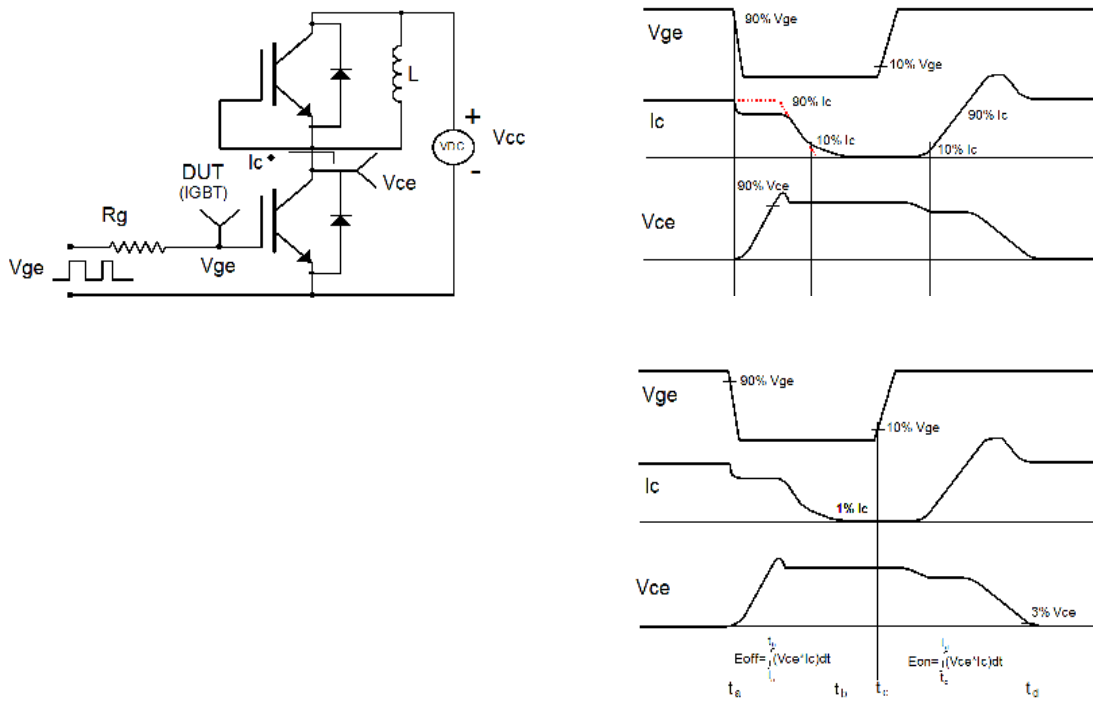 L
+
VDC
Vcc
-
Ic
DUT
(IGBT)
Vce
Rg
Vge
Vge
Vge
90% Vge
10% Vge
Ic
90% Ic
10% Ic
90% Ic
10% Ic
Vce
90% Vce
Vge
90% Vge
10% Vge
Ic
1% Ic
Vce
3% Vce
Eoff=∫(Vce*Ic)dt
Eon=∫(Vce*Ic)dt
ta
tb
tc
td